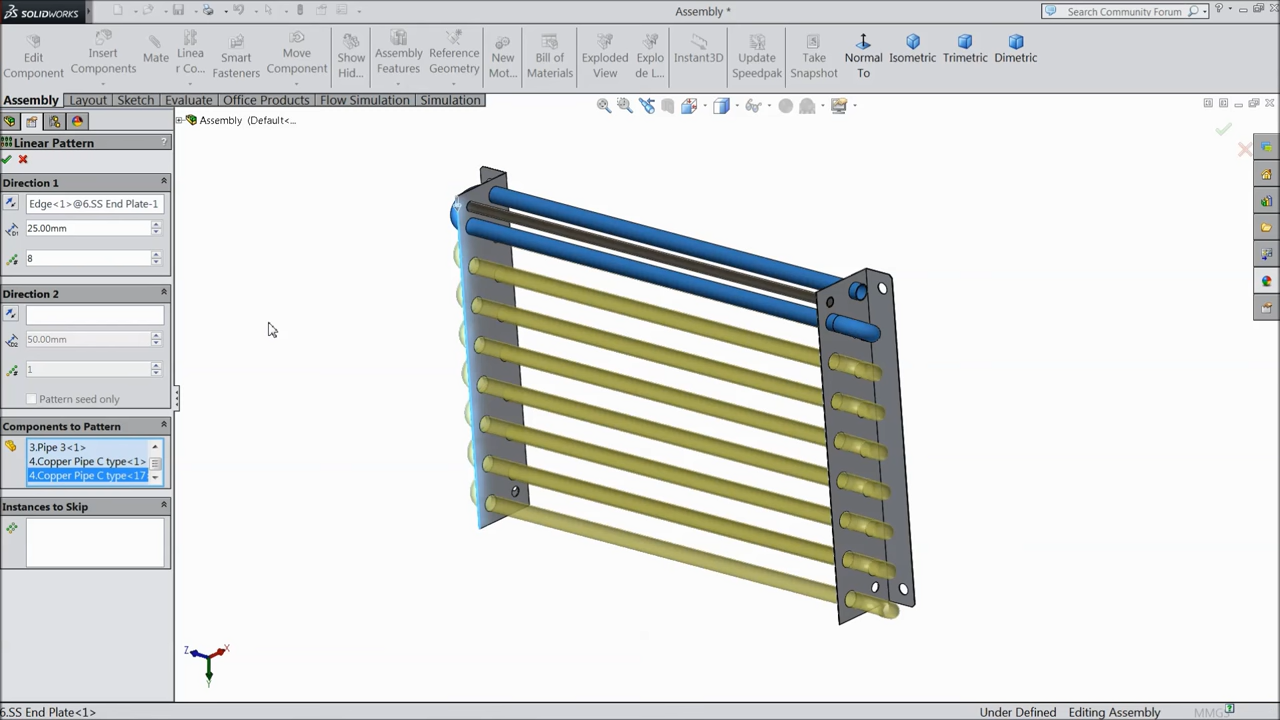 SOLIDWORKS
Assembly *
Search Community Forum
Edit Component
Insert Components
Mate
Linea r Co...
Smart Fasteners
Move Component
Show Hid...
Assembly Features
Reference Geometry
New Mot...
Bill of Materials
Exploded View
Explo de L...
Instant3D
Update Speedpak
Take Snapshot
Normal To
Isometric
Trimetric
Dimetric
Assembly
Layout
Sketch
Evaluate
Office Products
Flow Simulation
Simulation
Assembly (Default<...
Linear Pattern
?
Direction 1
Edge<1>@6.SS End Plate-1
25.00mm
8
Direction 2
50.00mm
1
Pattern seed only
Components to Pattern
3.Pipe 3<1>
4.Copper Pipe C type<1>
4.Copper Pipe C type<17
Instances to Skip
Z
X
Y
6.SS End Plate<1>
Under Defined
Editing Assembly
MMGS